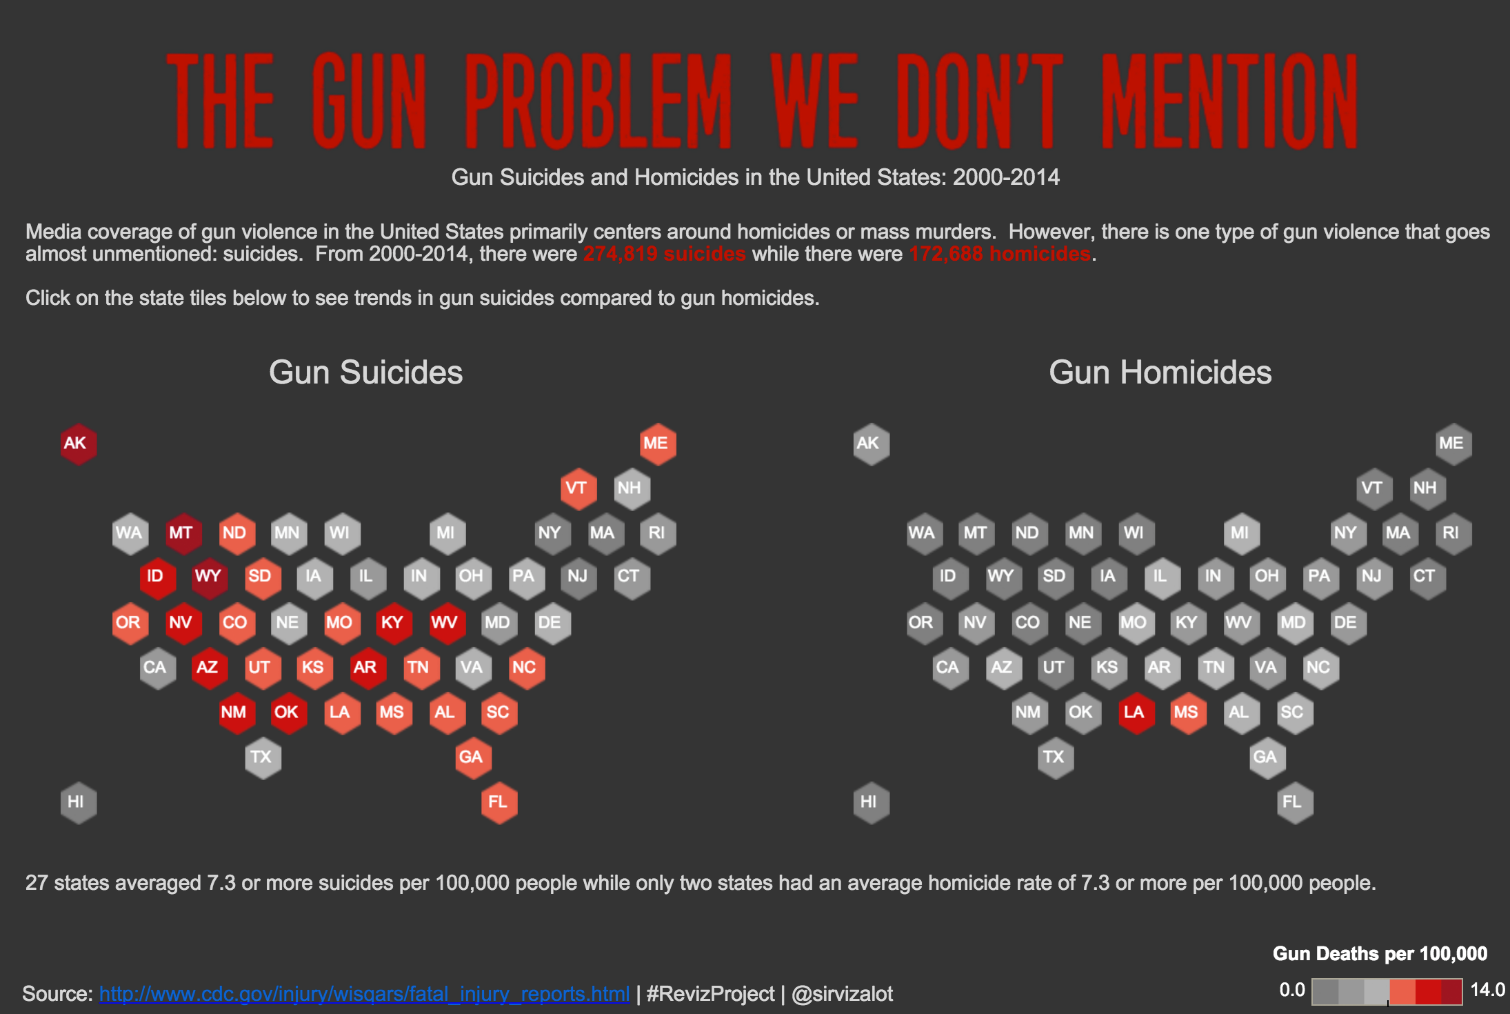 THE GUN PROBLEM WE DON'T MENTION
Gun Suicides and Homicides in the United States: 2000-2014
Media coverage of gun violence in the United States primarily centers around homicides or mass murders.  However, there is one type of gun violence that goes
almost unmentioned: suicides.  From 2000-2014, there were 274,819 suicides while there were 172,688 homicides.
Click on the state tiles below to see trends in gun suicides compared to gun homicides.
Gun Suicides
AK
ME
VT NH
WA MT ND MN WI MI NY MA RI
ID WY SD IA IL IN OH PA NJ CT
OR NV CO NE MO KY WV MD DE
CA AZ UT KS AR TN VA NC
NM OK LA MS AL SC
TX GA
HI FL
Gun Homicides
AK
ME
VT NH
WA MT ND MN WI MI NY MA RI
ID WY SD IA IL IN OH PA NJ CT
OR NV CO NE MO KY WV MD DE
CA AZ UT KS AR TN VA NC
NM OK LA MS AL SC
TX GA
HI FL
27 states averaged 7.3 or more suicides per 100,000 people while only two states had an average homicide rate of 7.3 or more per 100,000 people.
Gun Deaths per 100,000
0.0 14.0
Source: http://www.cdc.gov/injury/wisqars/fatal_injury_reports.html | #RevizProject | @sirvizalot